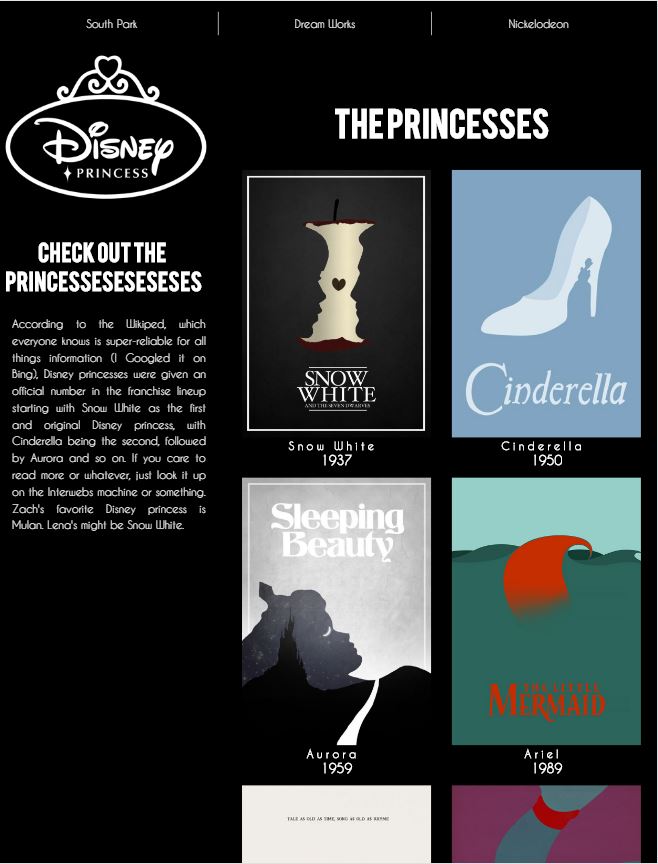 South Park
Dream Works
Nickelodeon
Disney
PRINCESS
CHECK OUT THE
PRINCESSESESESESES
According to the Wikiped, which
everyone knows is super-reliable for all
things information (I Googled it on
Bing), Disney princesses were given an
official number in the franchise lineup
starting with Snow White as the first
and original Disney princess, with
Cinderella being the second, followed
by Aurora and so on. If you care to
read more or whatever, just look it up
on the Interwebs machine or something.
Zach's favorite Disney princess is
Mulan. Lena's might be Snow White.
THE PRINCESSES
SNOW
WHITE
AND THE SEVEN DWARVES
Snow White
1937
Cinderella
Cinderella
1950
Sleeping
Beauty
Aurora
1959
THE LITTLE
MERMAID
Ariel
1989
TALE AS OLD AS TIME, SONG AS OLD AS RHYME